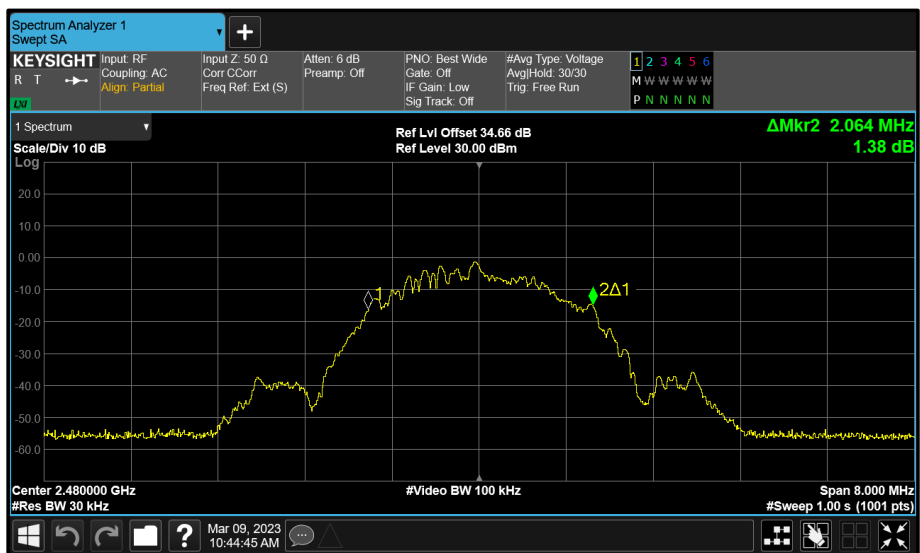 Spectrum Analyzer 1
Swept SA
+
KEYSIGHT
R T
LXI
Input: RF
Coupling: AC
Align: Partial
Input Z: 50 Ω
Corr CCorr
Freq Ref: Ext (S)
Atten: 6 dB
Preamp: Off
PNO: Best Wide
Gate: Off
IF Gain: Low
Sig Track: Off
#Avg Type: Voltage
Avg|Hold: 30/30
Trig: Free Run
1 2 3 4 5 6
M W W W W W
P N N N N N
1 Spectrum
Scale/Div 10 dB
Ref Lvl Offset 34.66 dB
Ref Level 30.00 dBm
ΔMkr2 2.064 MHz
1.38 dB
Log
20.0
10.0
0.00
-10.0
-20.0
-30.0
-40.0
-50.0
-60.0
1
2Δ1
Center 2.480000 GHz
#Res BW 30 kHz
#Video BW 100 kHz
Span 8.000 MHz
#Sweep 1.00 s (1001 pts)
?
Mar 09, 2023
10:44:45 AM